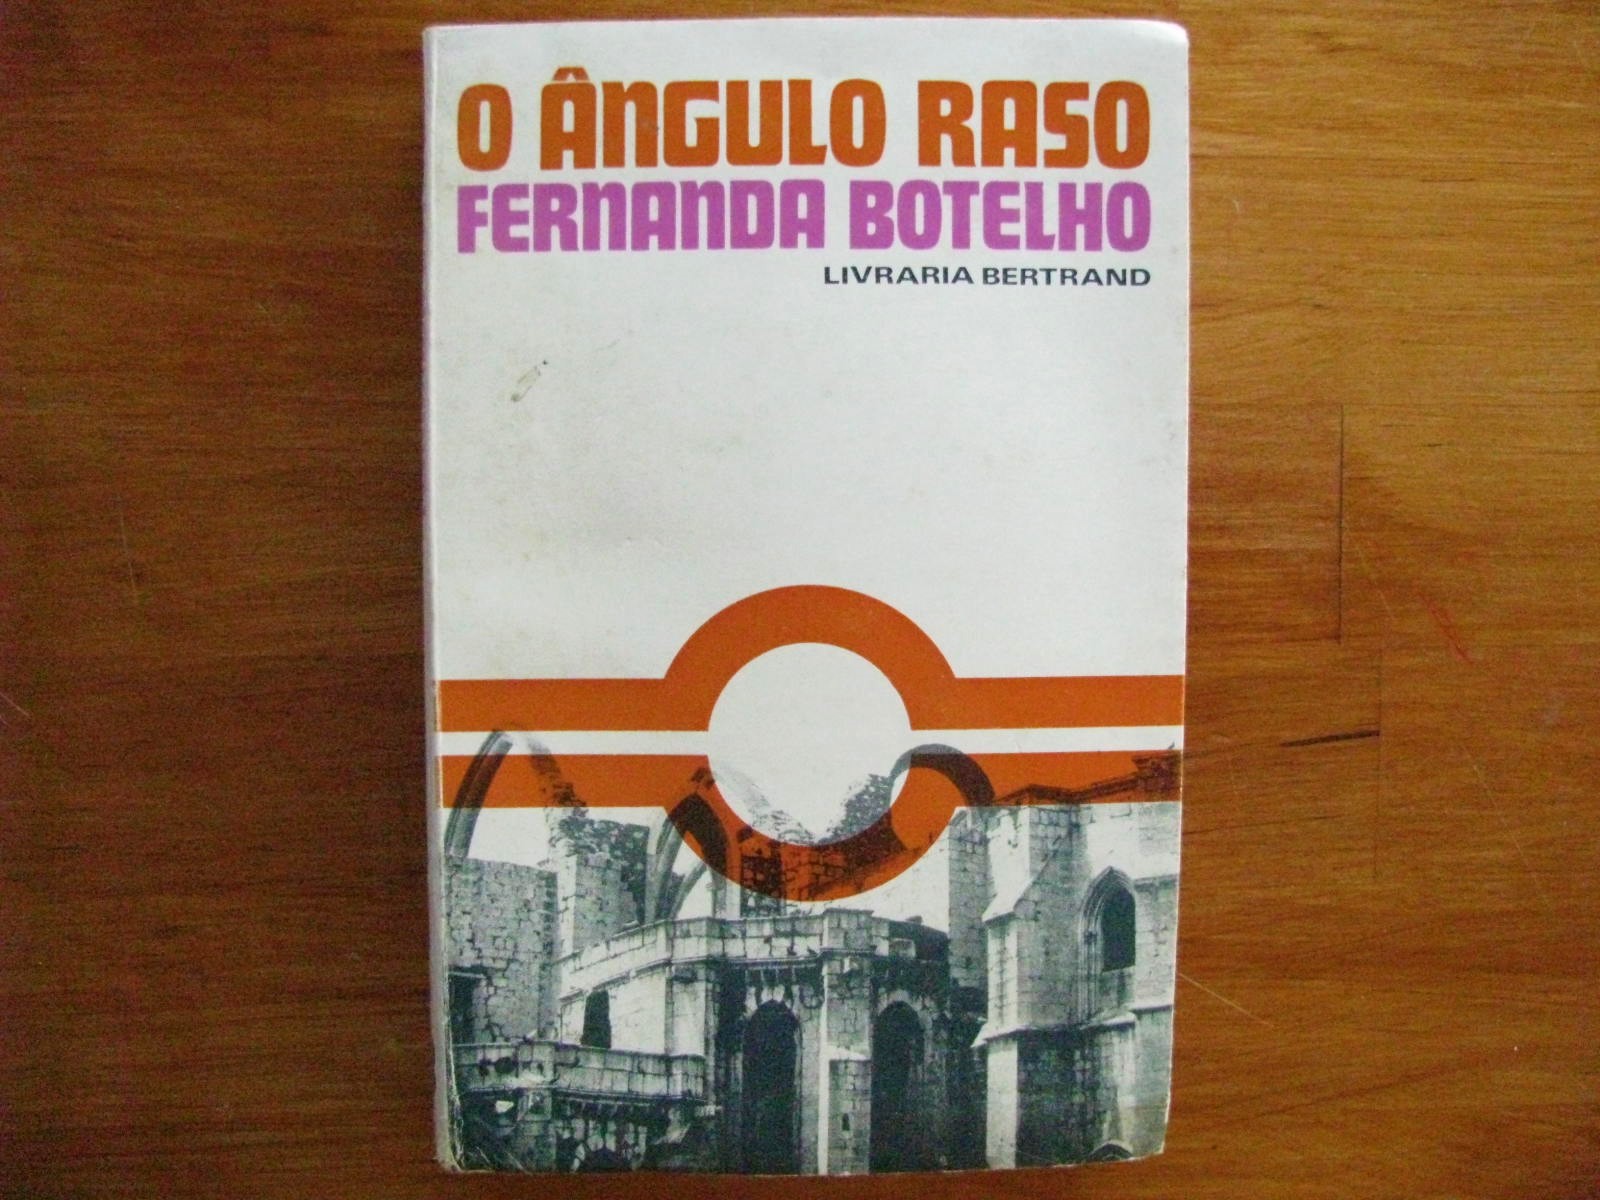 O ÂNGULO RASO
FERNANDA BOTELHO
LIVRARIA BERTRAND